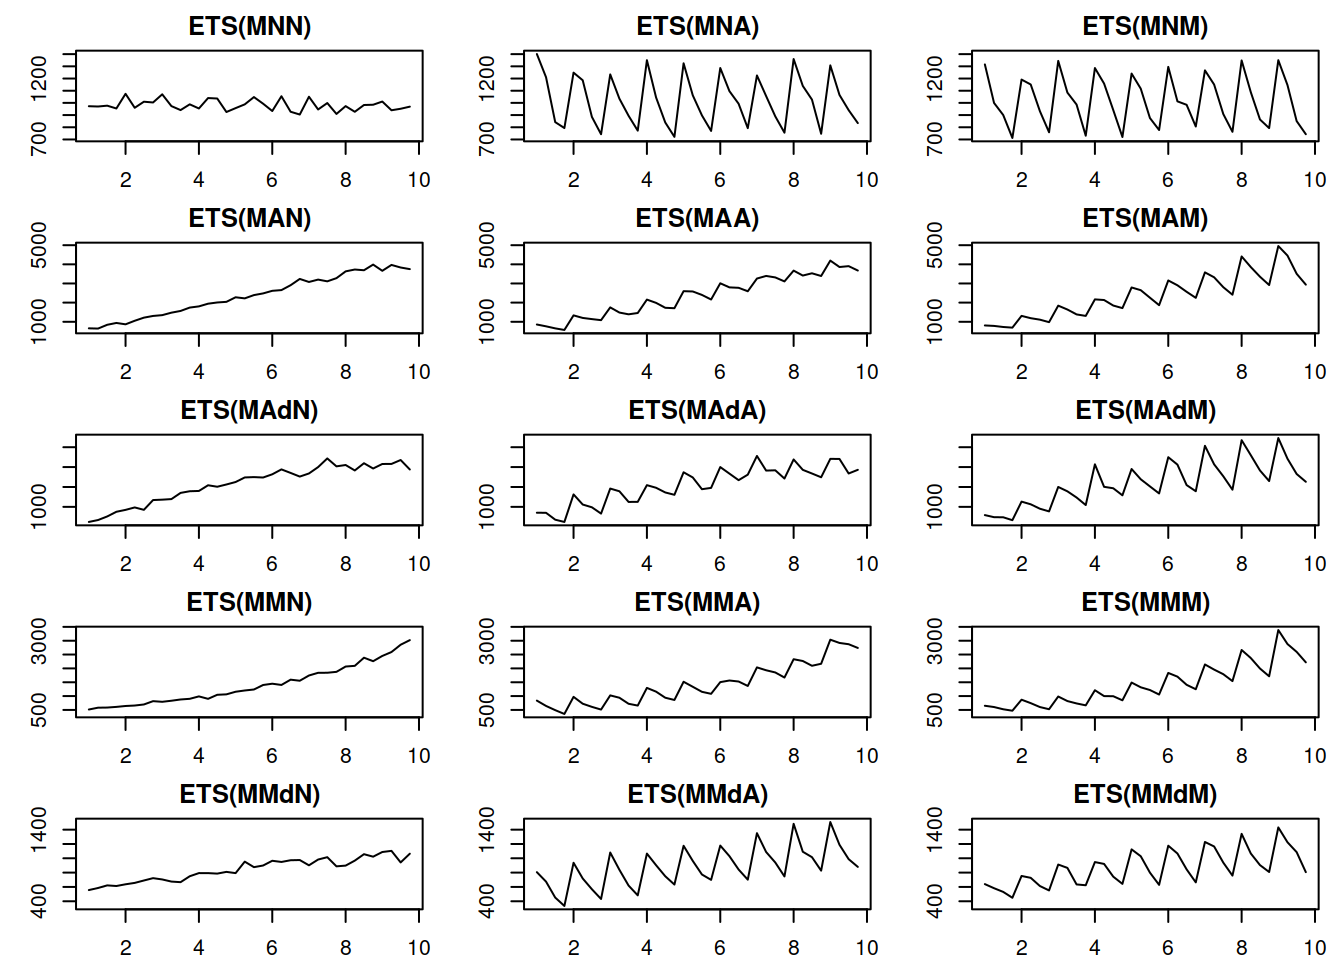 ETS(MNN) ETS(MNA) ETS(MNM)
700 1200 700 1200 700 1200
2 4 6 8 10 2 4 6 8 10 2 4 6 8 10
ETS(MAN) ETS(MAA) ETS(MAM)
1000 5000 1000 5000 1000 5000
2 4 6 8 10 2 4 6 8 10 2 4 6 8 10
ETS(MAdN) ETS(MAdA) ETS(MAdM)
1000 1000 1000
2 4 6 8 10 2 4 6 8 10 2 4 6 8 10
ETS(MMN) ETS(MMA) ETS(MMM)
500 3000 500 3000 500 3000
2 4 6 8 10 2 4 6 8 10 2 4 6 8 10
ETS(MMdN) ETS(MMdA) ETS(MMdM)
400 1400 400 1400 400 1400
2 4 6 8 10 2 4 6 8 10 2 4 6 8 10